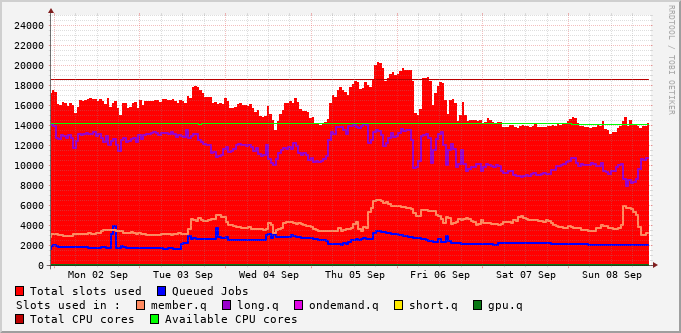 RRDTOOL / TOBI OETIKER
24000
22000
20000
18000
16000
14000
12000
10000
8000
6000
4000
2000
0
Mon 02 Sep Tue 03 Sep Wed 04 Sep Thu 05 Sep Fri 06 Sep Sat 07 Sep Sun 08 Sep
Total slots used Queued Jobs
Slots used in : member.q long.q ondemand.q short.q gpu.q
Total CPU cores Available CPU cores